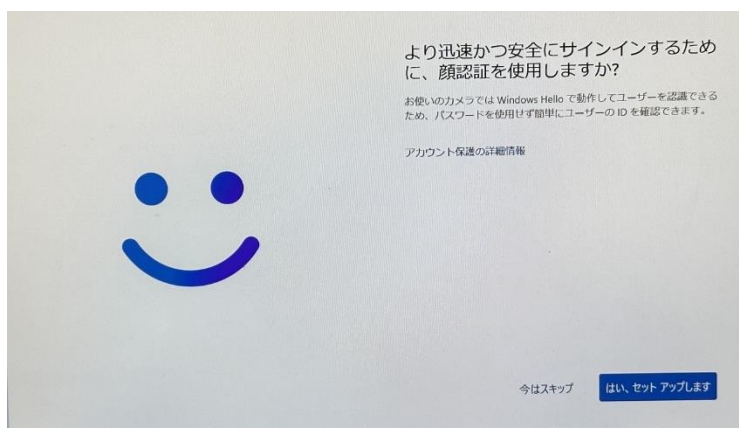 より迅速かつ安全にサインインするため
に、顔認証を使用しますか?
お使いのカメラでは Windows Hello で動作してユーザーを認識できる
ため、パスワードを使用せず簡単にユーザーの ID を確認できます。
アカウント保護の詳細情報
今はスキップ
はい、セット アップします